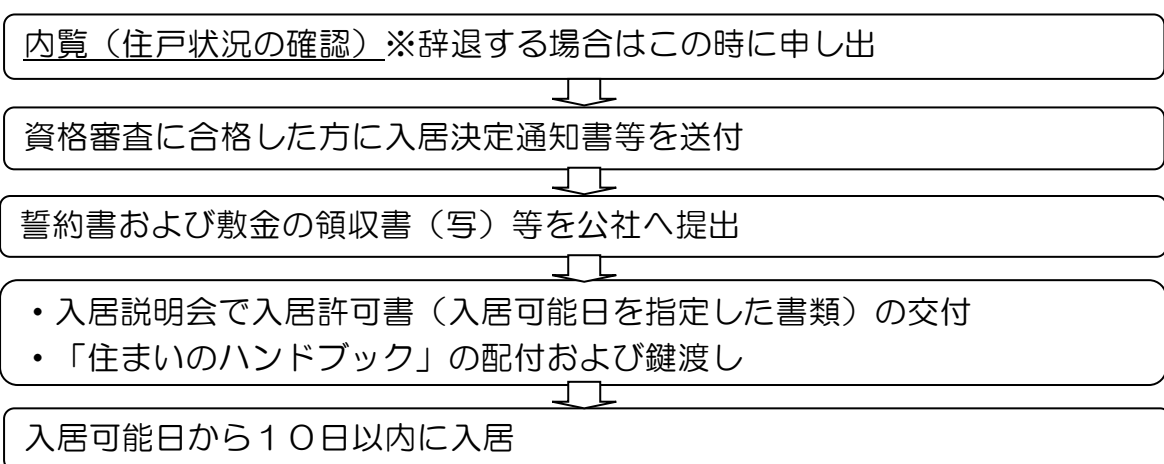 内覧（住戸状況の確認）※辞退する場合はこの時に申し出
資格審査に合格した方に入居決定通知書等を送付
誓約書および敷金の領収書（写）等を公社へ提出
・入居説明会で入居許可書（入居可能日を指定した書類）の交付
・「住まいのハンドブック」の配付および鍵渡し
入居可能日から１０日以内に入居